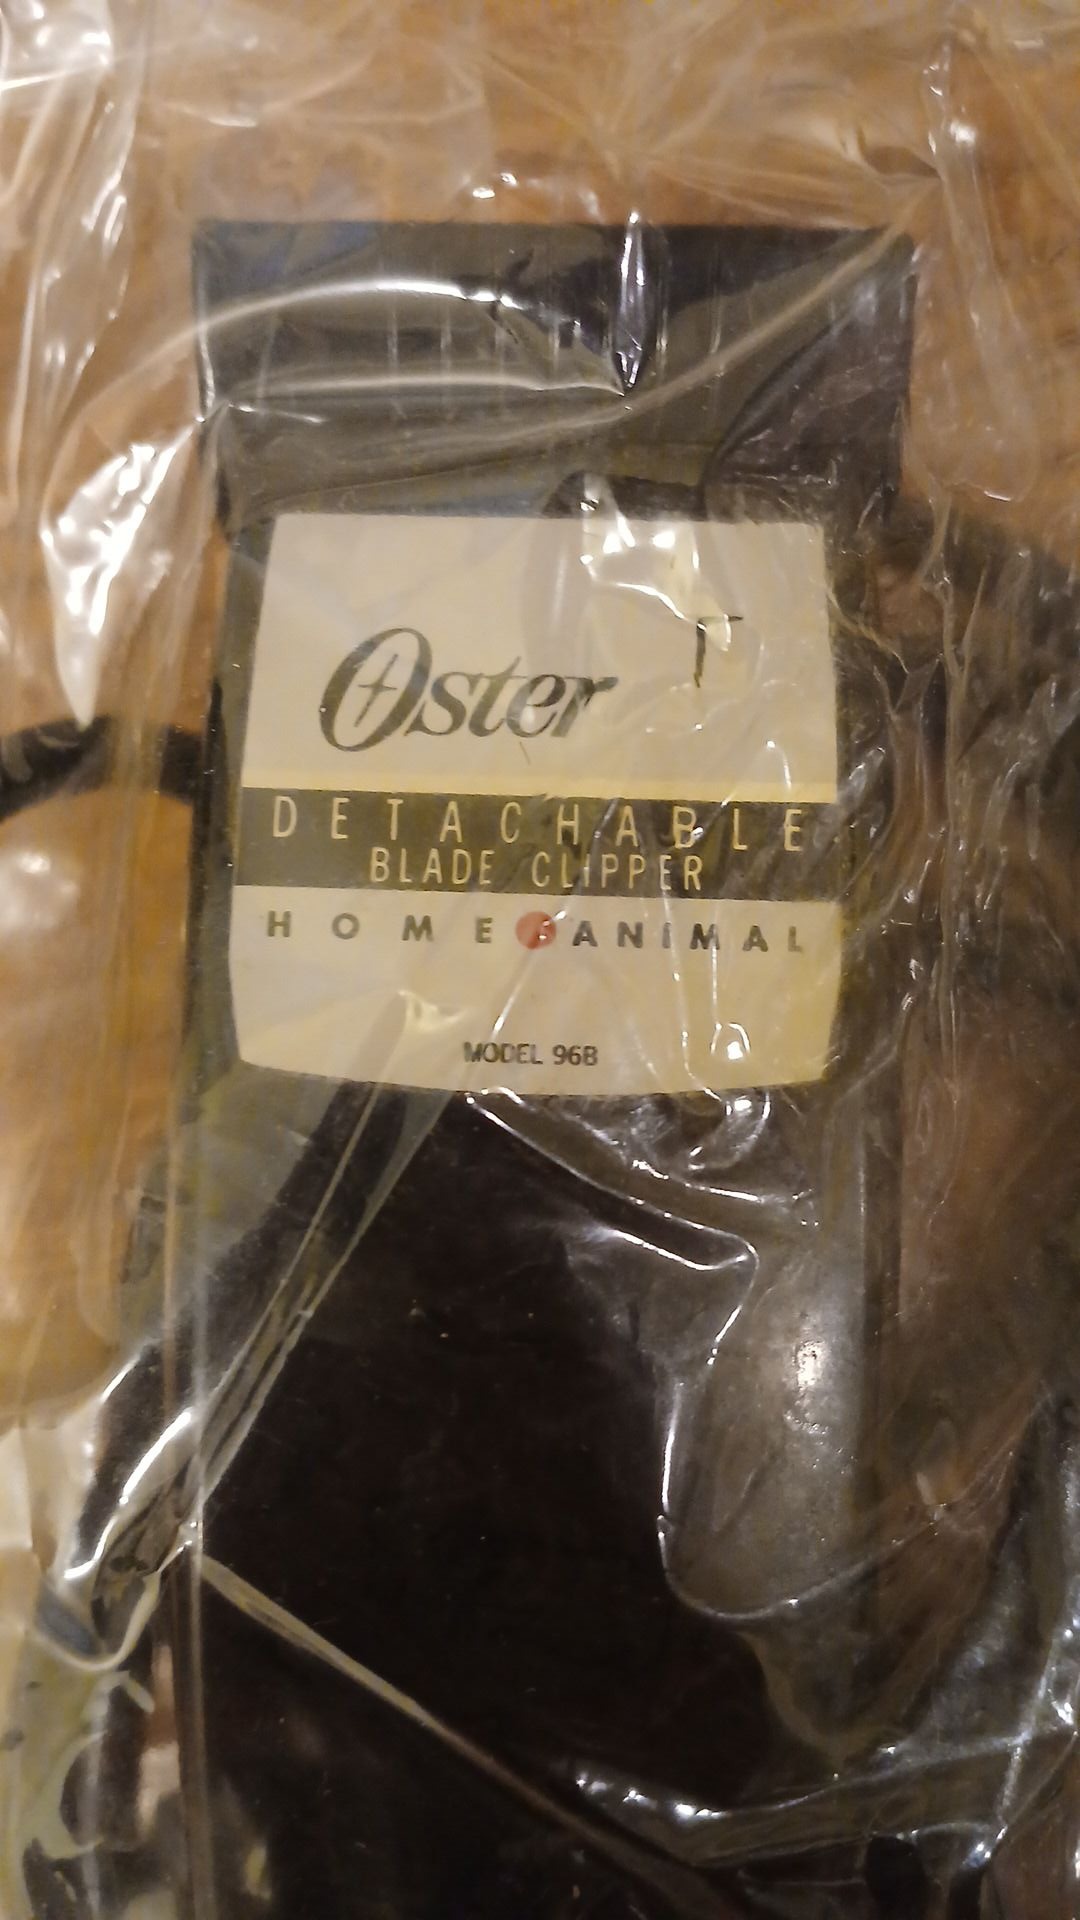 Oster
DETACHABLE
BLADE CLIPPER
HOME ANIMAL
MODEL 96B